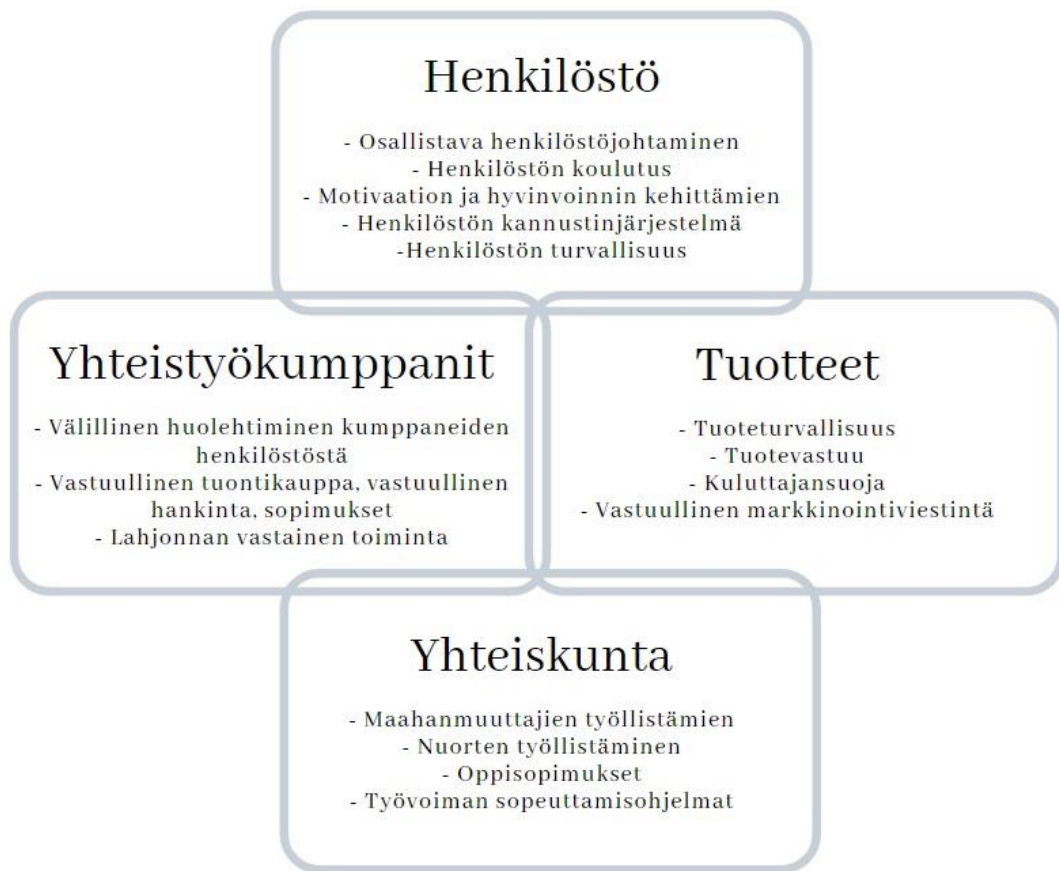 Henkilöstö
- Osallistava henkilöstöjohtaminen
- Henkilöstön koulutus
- Motivaation ja hyvinvoinnin kehittämien
- Henkilöstön kannustinjärjestelmä
-Henkilöstön turvallisuus
Yhteistyökumppanit
- Välillinen huolehtiminen kumppaneiden
henkilöstöstä
- Vastuullinen tuontikauppa, vastuullinen
hankinta, sopimukset
- Lahjonnan vastainen toiminta
Tuotteet
- Tuoteturvallisuus
- Tuotevastuu
- Kuluttajansuoja
- Vastuullinen markkinointiviestintä
Yhteiskunta
- Maahanmuuttajien työllistämien
- Nuorten työllistäminen
- Oppisopimukset
- Työvoiman sopeuttamisohjelmat